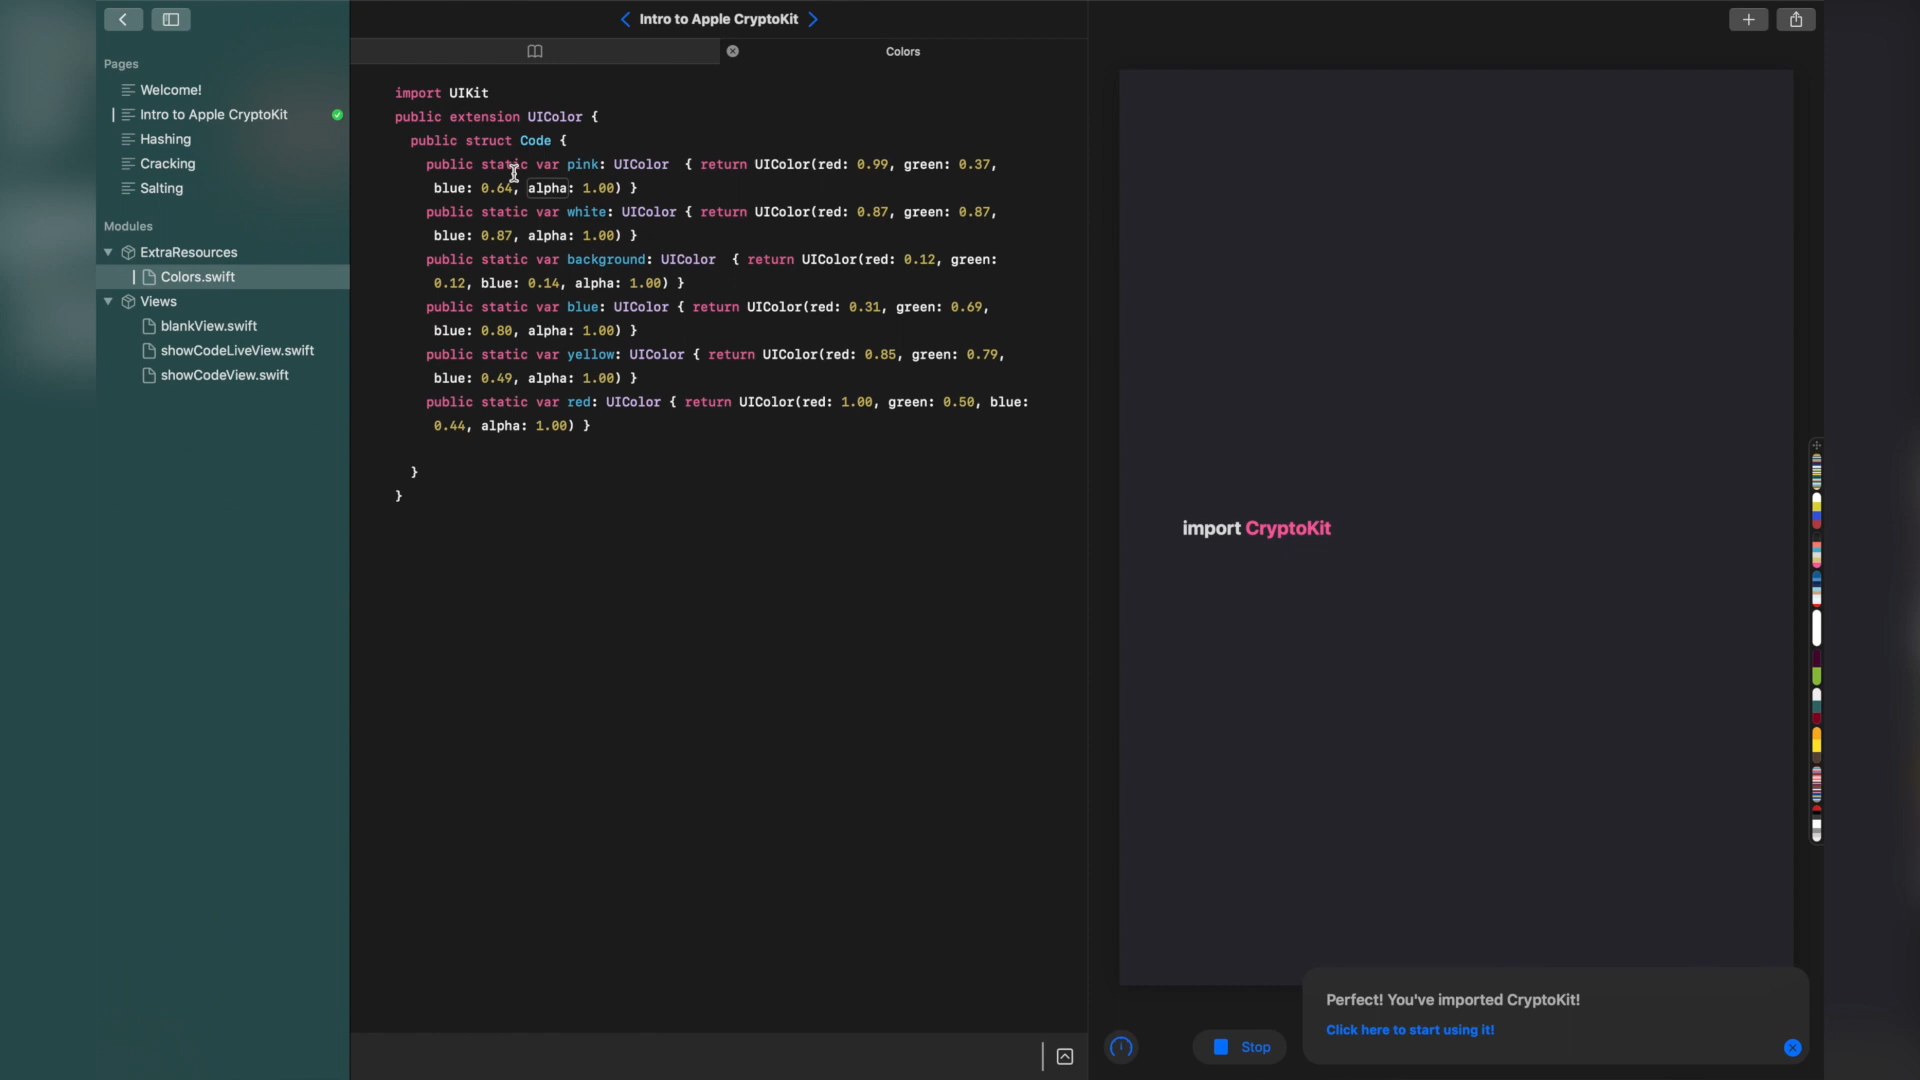 Pages
Welcome!
Intro to Apple CryptoKit
Hashing
Cracking
Salting
Modules
ExtraResources
Colors.swift
Views
blankView.swift
showCodeLiveView.swift
showCodeView.swift
Intro to Apple CryptoKit
Colors
import UIKit
public extension UIColor {
public struct Code {
public static var pink: UIColor  { return UIColor(red: 0.99, green: 0.37,
blue: 0.64, alpha: 1.00) }
public static var white: UIColor { return UIColor(red: 0.87, green: 0.87,
blue: 0.87, alpha: 1.00) }
public static var background: UIColor  { return UIColor(red: 0.12, green:
0.12, blue: 0.14, alpha: 1.00) }
public static var blue: UIColor { return UIColor(red: 0.31, green: 0.69,
blue: 0.80, alpha: 1.00) }
public static var yellow: UIColor { return UIColor(red: 0.85, green: 0.79,
blue: 0.49, alpha: 1.00) }
public static var red: UIColor { return UIColor(red: 1.00, green: 0.50, blue:
0.44, alpha: 1.00) }
}
}
import CryptoKit
Perfect! You've imported CryptoKit!
Click here to start using it!
Stop